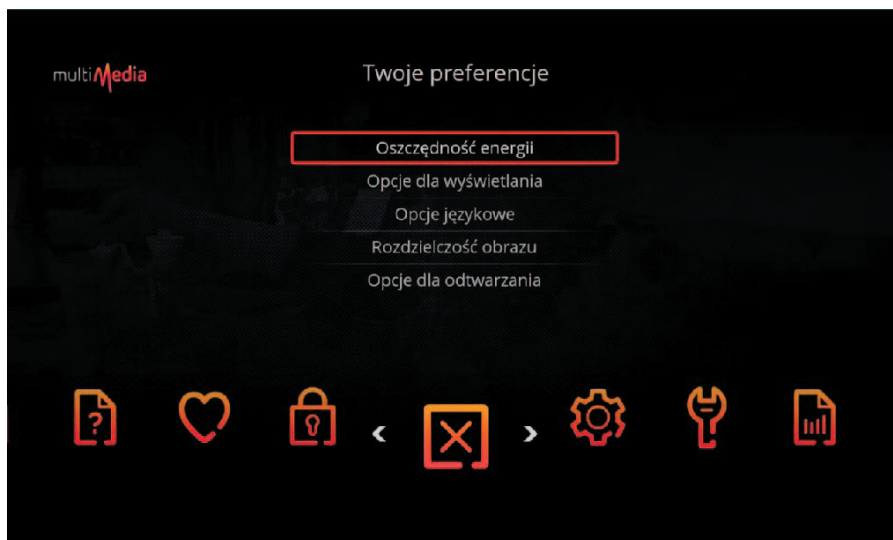 multiMedia
Twoje preferencje
Oszczędność energii
Opcje dla wyświetlania
Opcje językowe
Rozdzielczość obrazu
Opcje dla odtwarzania
?